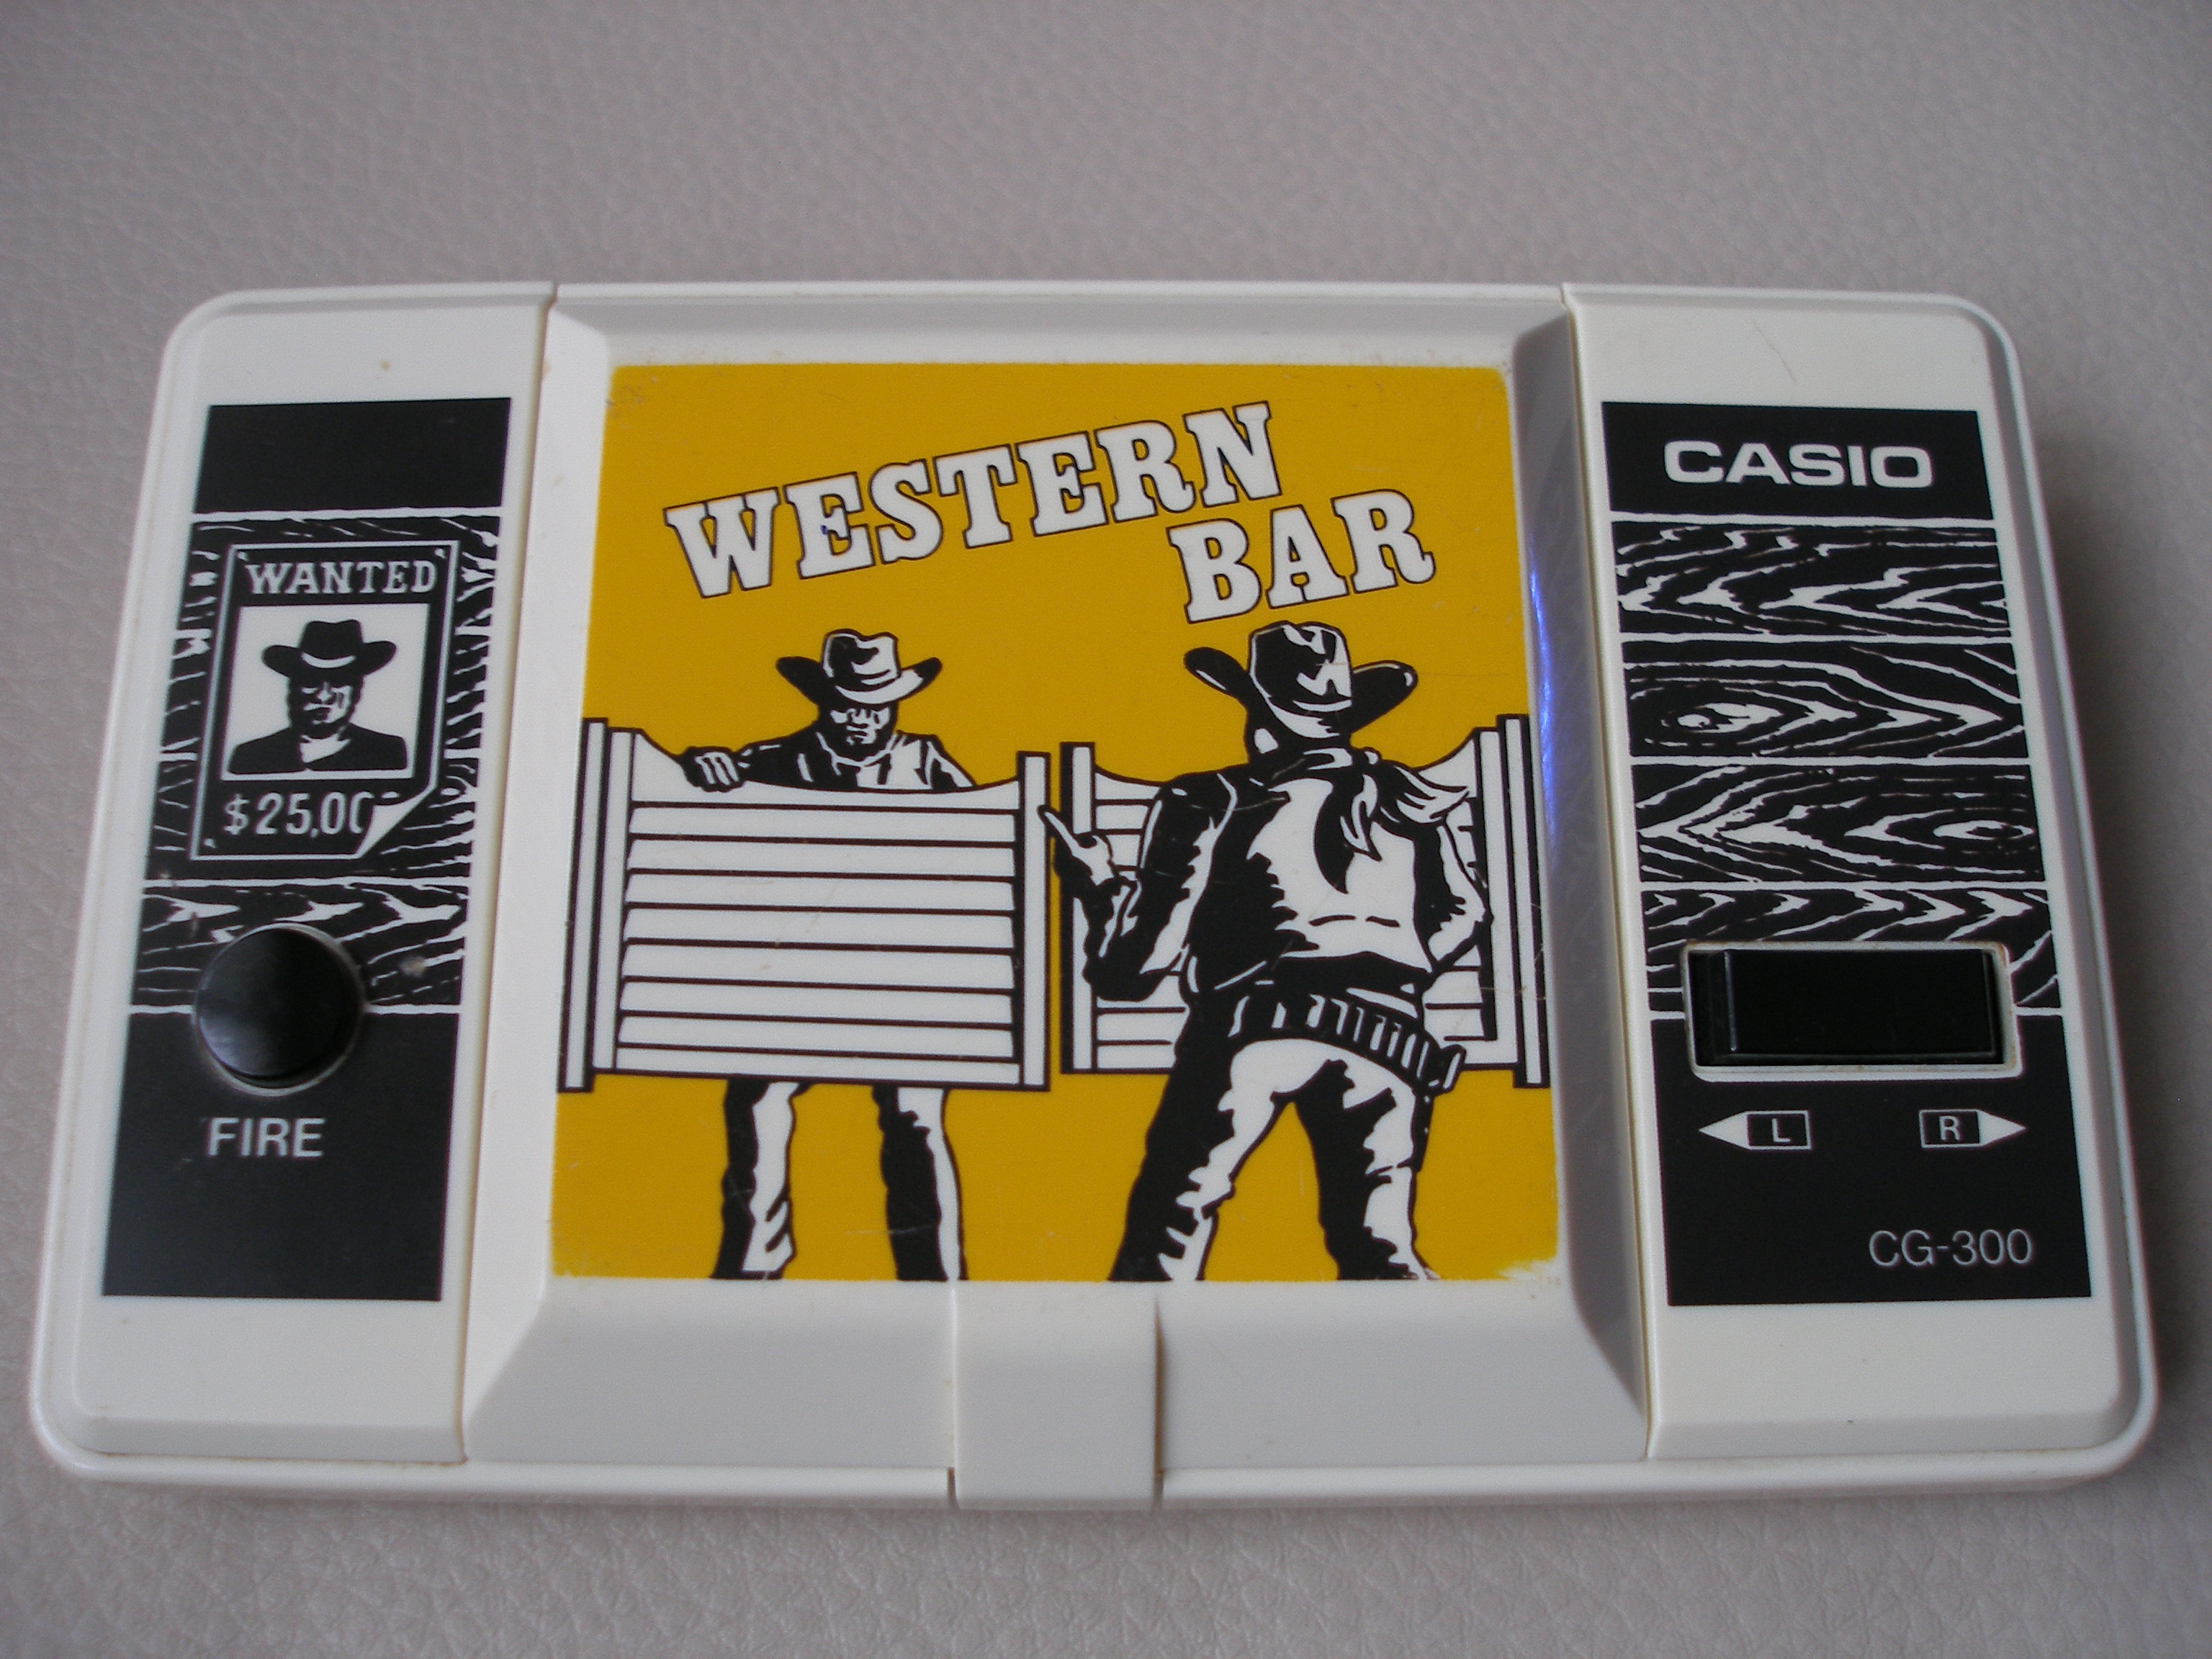 WESTERN
BAR
WANTED
$25,00
FIRE
CASIO
L
R
CG-300